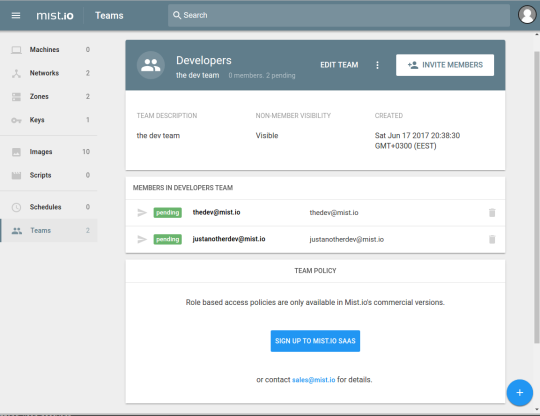 mist.io
Teams
Search
Machines 0
Networks 2
Zones 2
Keys 1
Images 10
Scripts 0
Schedules 0
Teams 2
Developers
the dev team 0 members. 2 pending
EDIT TEAM
INVITE MEMBERS
TEAM DESCRIPTION NON-MEMBER VISIBILITY CREATED
the dev team Visible Sat Jun 17 2017 20:38:30
GMT+0300 (EEST)
MEMBERS IN DEVELOPERS TEAM
pending thedev@mist.io thedev@mist.io
pending justanotherdev@mist.io justanotherdev@mist.io
TEAM POLICY
Role based access policies are only available in Mist.io's commercial versions.
SIGN UP TO MIST.IO SAAS
or contact sales@mist.io for details.
+